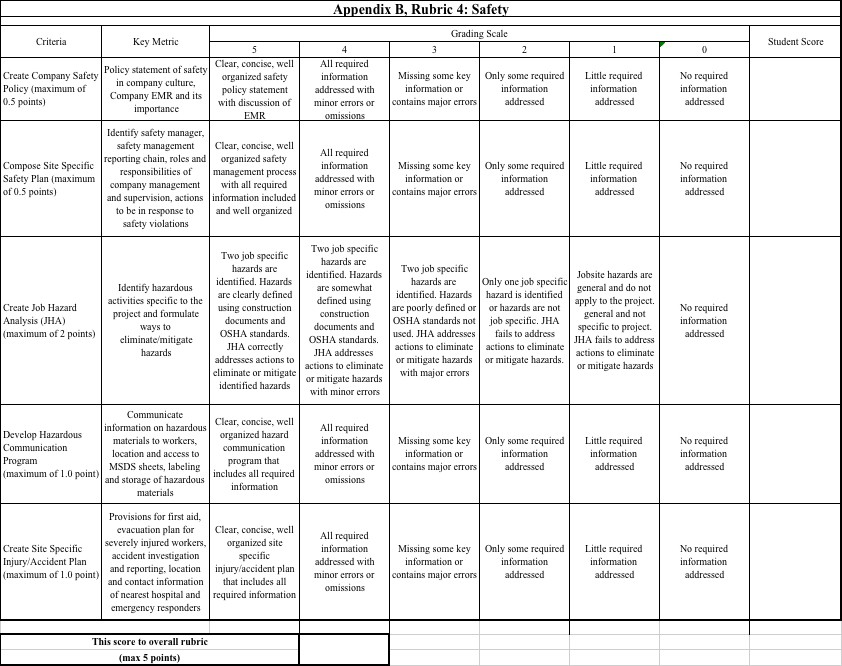 Appendix B, Rubric 4: Safety
Criteria
Key Metric
Grading Scale
Student Score
5
4
3
2
1
0
Create Company Safety
Policy (maximum of
0.5 points)
Policy statement of safety
in company culture,
Company EMR and its
importance
Clear, concise, well
organized safety
policy statement
with discussion of
EMR
All required
information
addressed with
minor errors or
omissions
Missing some key
information or
contains major errors
Only some required
information
addressed
Little required
information
addressed
No required
information
addressed
Compose Site Specific
Safety Plan (maximum
of 0.5 points)
Identify safety manager,
safety management
reporting chain, roles and
responsibilities of
company management
and supervision, actions
to be in response to
safety violations
Clear, concise, well
organized safety
management process
with all required
information included
and well organized
All required
information
addressed with
minor errors or
omissions
Missing some key
information or
contains major errors
Only some required
information
addressed
Little required
information
addressed
No required
information
addressed
Create Job Hazard
Analysis (JHA)
(maximum of 2 points)
Identify hazardous
activities specific to the
project and formulate
ways to
eliminate/mitigate
hazards
Two job specific
hazards are
identified. Hazards
are clearly defined
using construction
documents and
OSHA standards.
JHA correctly
addresses actions to
eliminate or mitigate
identified hazards
Two job specific
hazards are
identified. Hazards
are somewhat
defined using
construction
documents and
OSHA standards.
JHA addresses
actions to eliminate
or mitigate hazards
with minor errors
Two job specific
hazards are
identified. Hazards
are poorly defined or
OSHA standards not
used. JHA addresses
actions to eliminate
or mitigate hazards
with major errors
Only one job specific
hazard is identified
or hazards are not
job specific. JHA
fails to address
actions to eliminate
or mitigate hazards.
Jobsite hazards are
general and do not
apply to the project.
general and not
specific to project.
JHA fails to address
actions to eliminate
or mitigate hazards
No required
information
addressed
Develop Hazardous
Communication
Program
(maximum of 1.0 point)
Communicate
information on hazardous
materials to workers,
location and access to
MSDS sheets, labeling
and storage of hazardous
materials
Clear, concise, well
organized hazard
communication
program that
includes all required
information
All required
information
addressed with
minor errors or
omissions
Missing some key
information or
contains major errors
Only some required
information
addressed
Little required
information
addressed
No required
information
addressed
Create Site Specific
Injury/Accident Plan
(maximum of 1.0 point)
Provisions for first aid,
evacuation plan for
severely injured workers,
accident investigation
and reporting, location
and contact information
of nearest hospital and
emergency responders
Clear, concise, well
organized site
specific
injury/accident plan
that includes all
required information
All required
information
addressed with
minor errors or
omissions
Missing some key
information or
contains major errors
Only some required
information
addressed
Little required
information
addressed
No required
information
addressed
This score to overall rubric
(max 5 points)